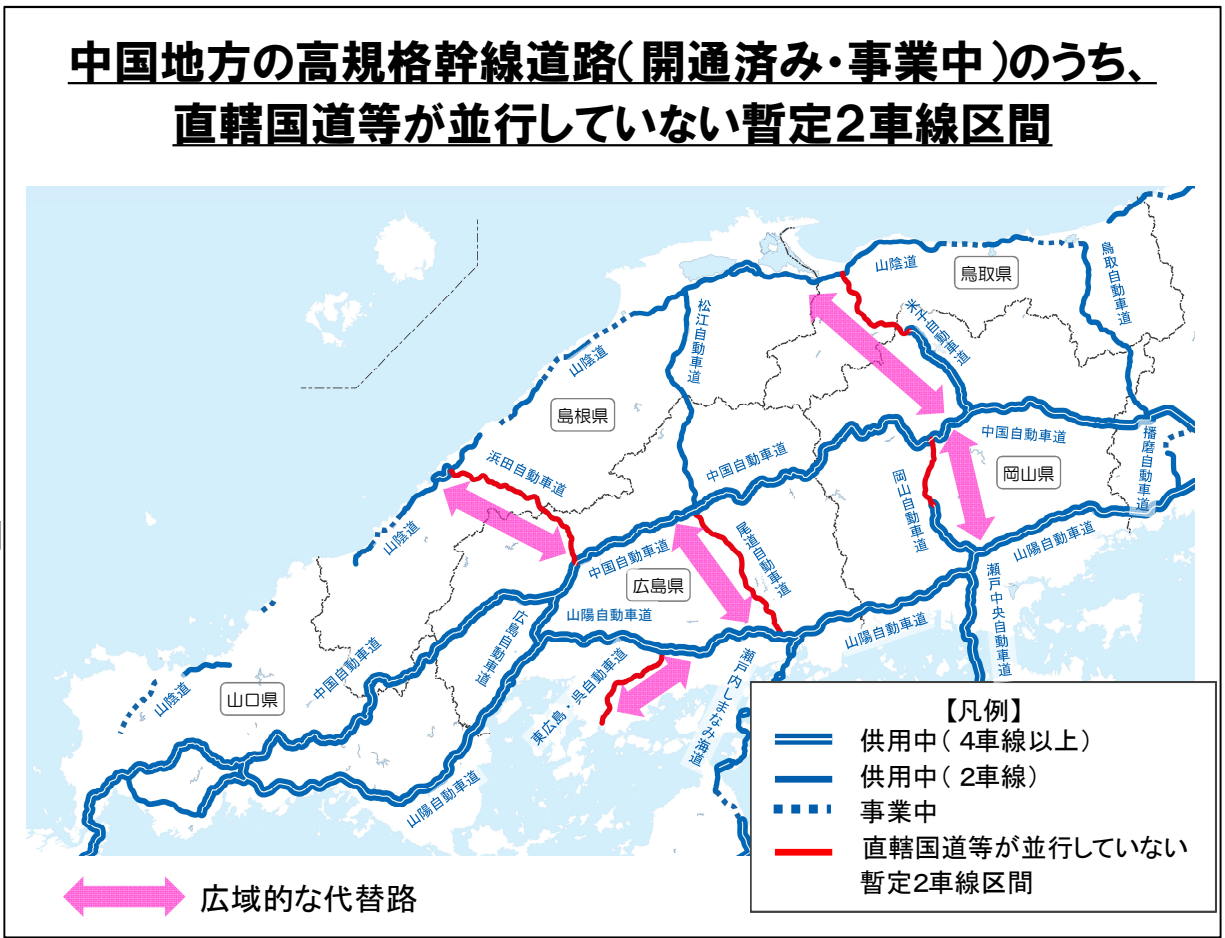 中国地方の高規格幹線道路(開通済み・事業中)のうち、
直轄国道等が並行していない暫定2車線区間
山陰道
鳥取県
鳥取自動車道
米子自動車道
松江自動車道
山陰道
島根県
中国自動車道
播磨自動車道
岡山県
浜田自動車道
中国自動車道
岡山自動車道
山陰道
尾道自動車道
山陽自動車道
中国自動車道
広島県
瀬戸中央自動車道
山陽自動車道
広島自動車道
山陽自動車道
中国自動車道
東広島・呉自動車道
瀬戸内しまなみ海道
山陰道
山口県
山陽自動車道
【凡例】
供用中(4車線以上)
供用中(2車線)
事業中
直轄国道等が並行していない
暫定2車線区間
広域的な代替路